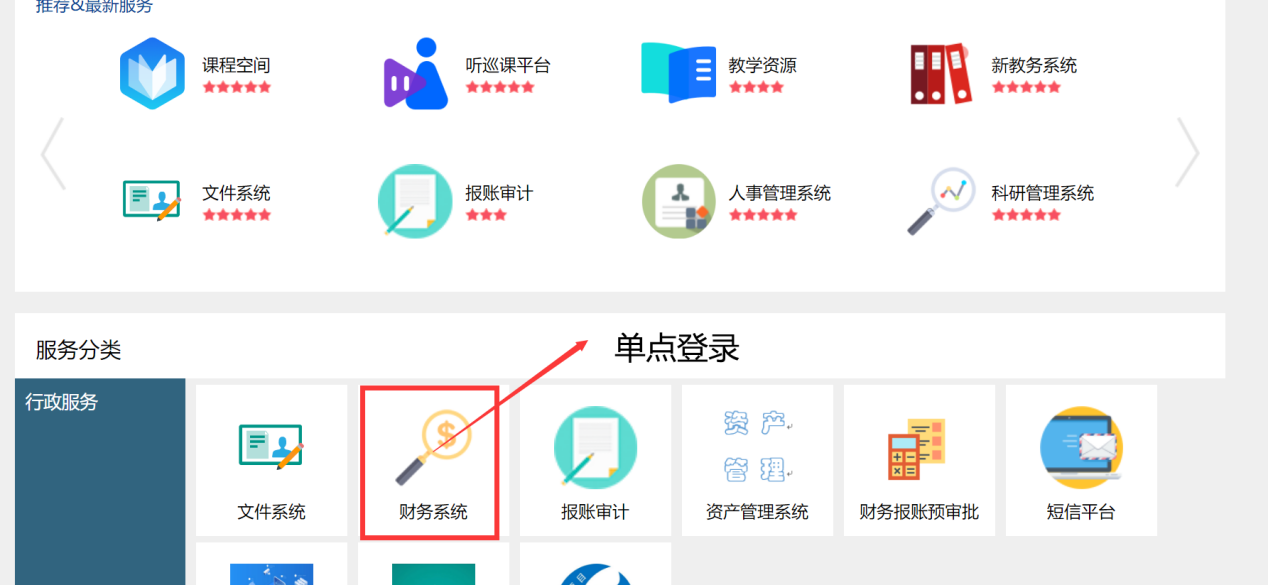 推荐&最新服务
课程空间
听巡课平台
教学资源
新教务系统
文件系统
报账审计
人事管理系统
科研管理系统
服务分类
单点登录
行政服务
资产
管理
文件系统
财务系统
报账审计
资产管理系统
财务报账预审批
短信平台